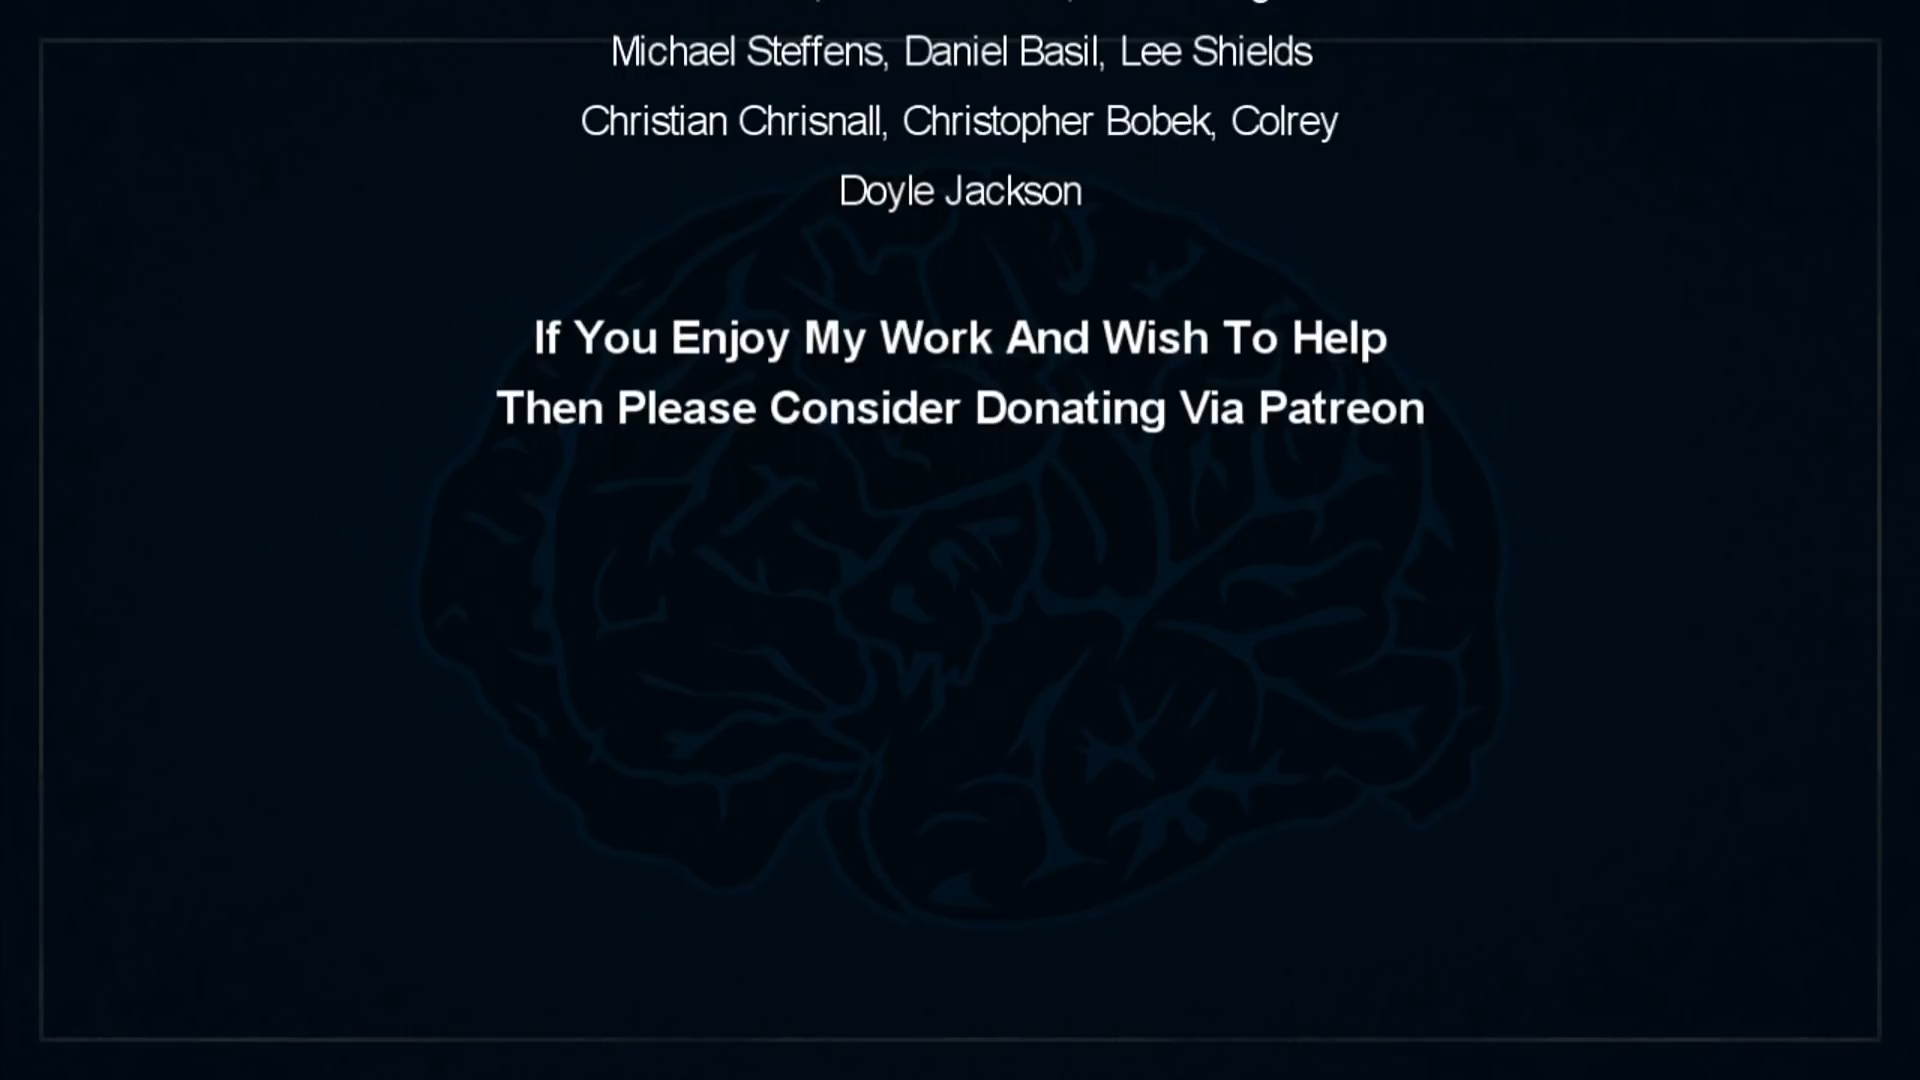 Michael Steffens, Daniel Basil, Lee Shields
Christian Chrisnall, Christopher Bobek, Colrey
Doyle Jackson
If You Enjoy My Work And Wish To Help
Then Please Consider Donating Via Patreon